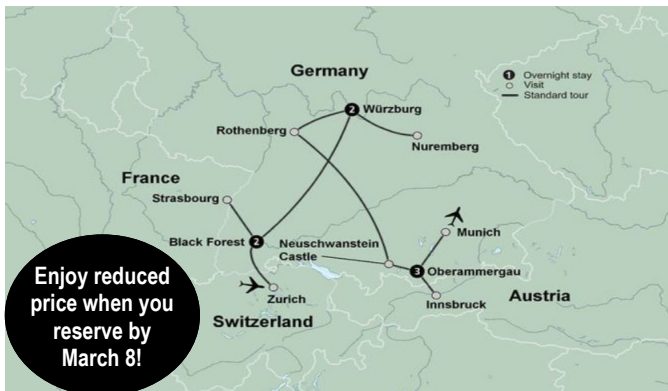 Germany
1 Overnight stay
Visit
Standard tour
2 Würzburg
Rothenberg
Nuremberg
France
Strasbourg
Black Forest 2
Neuschwanstein
Castle
Munich
3 Oberammergau
Zurich
Innsbruck
Austria
Switzerland
Enjoy reduced
price when you
reserve by
March 8!